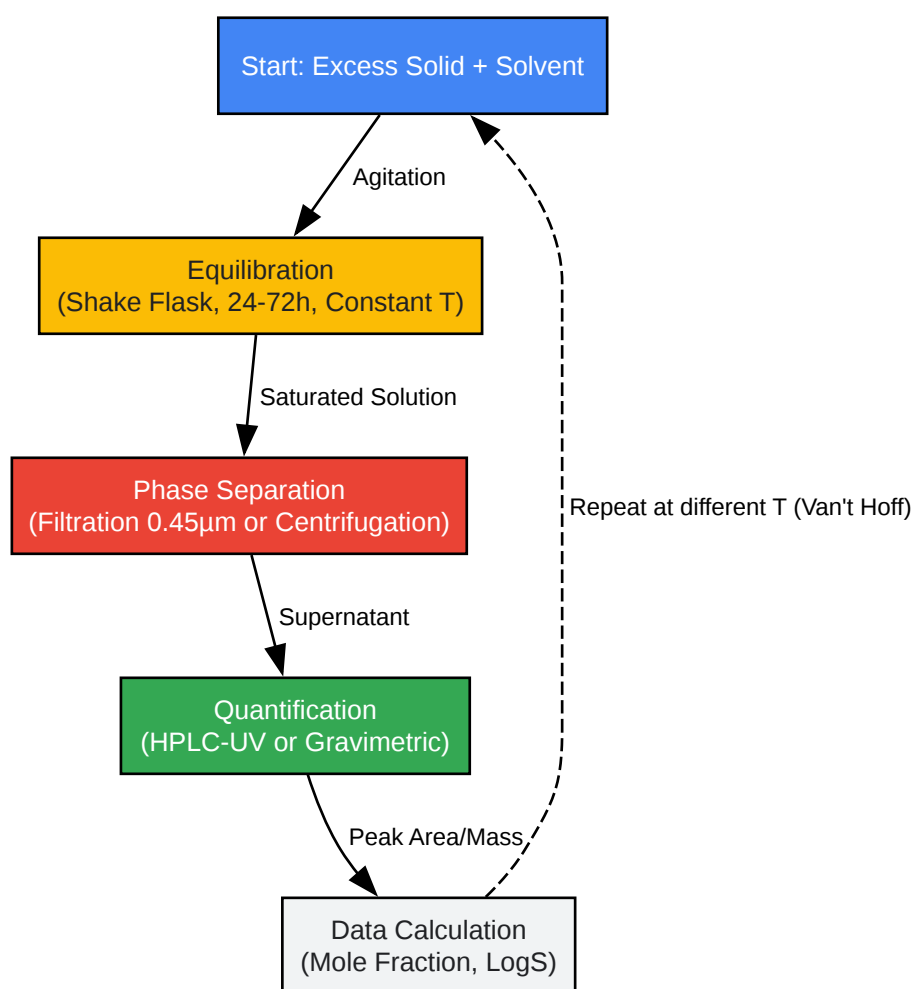 Start: Excess Solid + Solvent
Agitation
Equilibration
(Shake Flask, 24-72h, Constant T)
Saturated Solution
Phase Separation
(Filtration 0.45µm or Centrifugation)
Repeat at different T (Van't Hoff)
Supernatant
Quantification
(HPLC-UV or Gravimetric)
Peak Area/Mass
Data Calculation
(Mole Fraction, LogS)